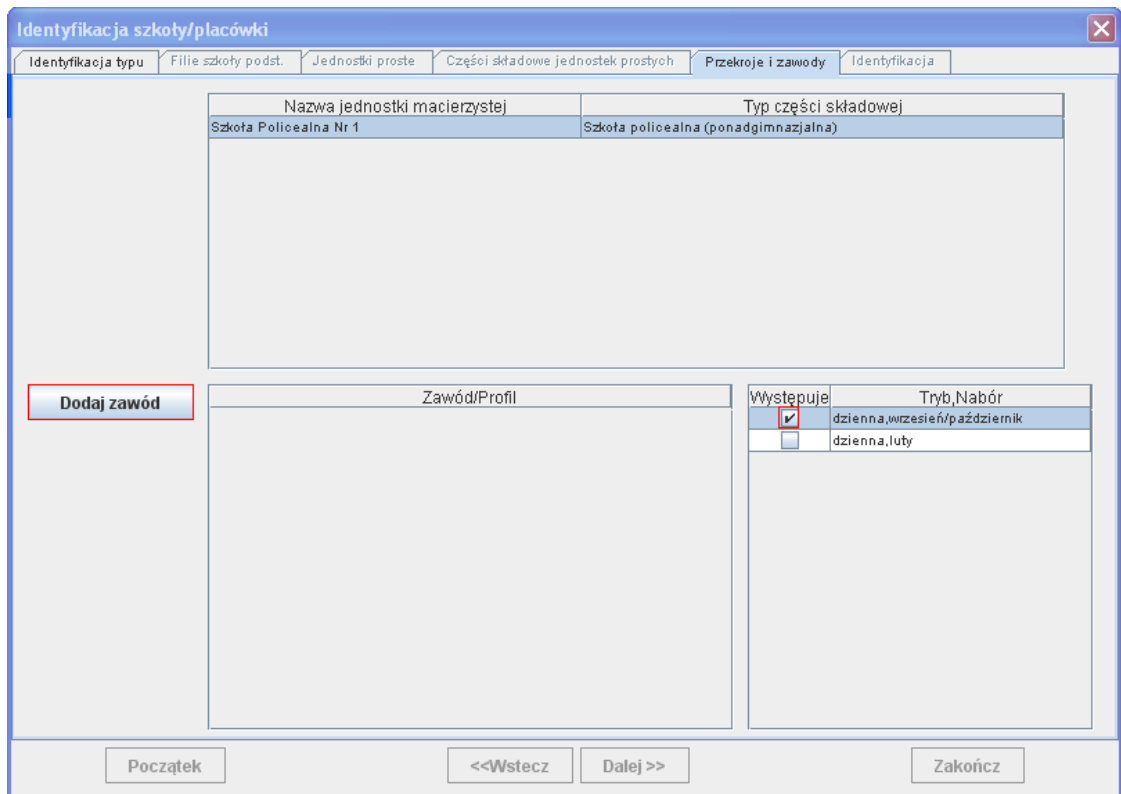 Identyfikacja szkoły/placówki
Identyfikacja typu Filie szkoły podst. Jednostki proste Części składowe jednostek prostych Przekroje i zawody Identyfikacja
Nazwa jednostki macierzystej Typ części składowej
Szkoła Policealna Nr 1 Szkoła policealna (ponadgimnazjalna)
Dodaj zawód Zawód/Profil Występuje Tryb,Nabór
dzienna,wrzesień/październik
dzienna,luty
Początek <<Wstecz Dalej >> Zakończ